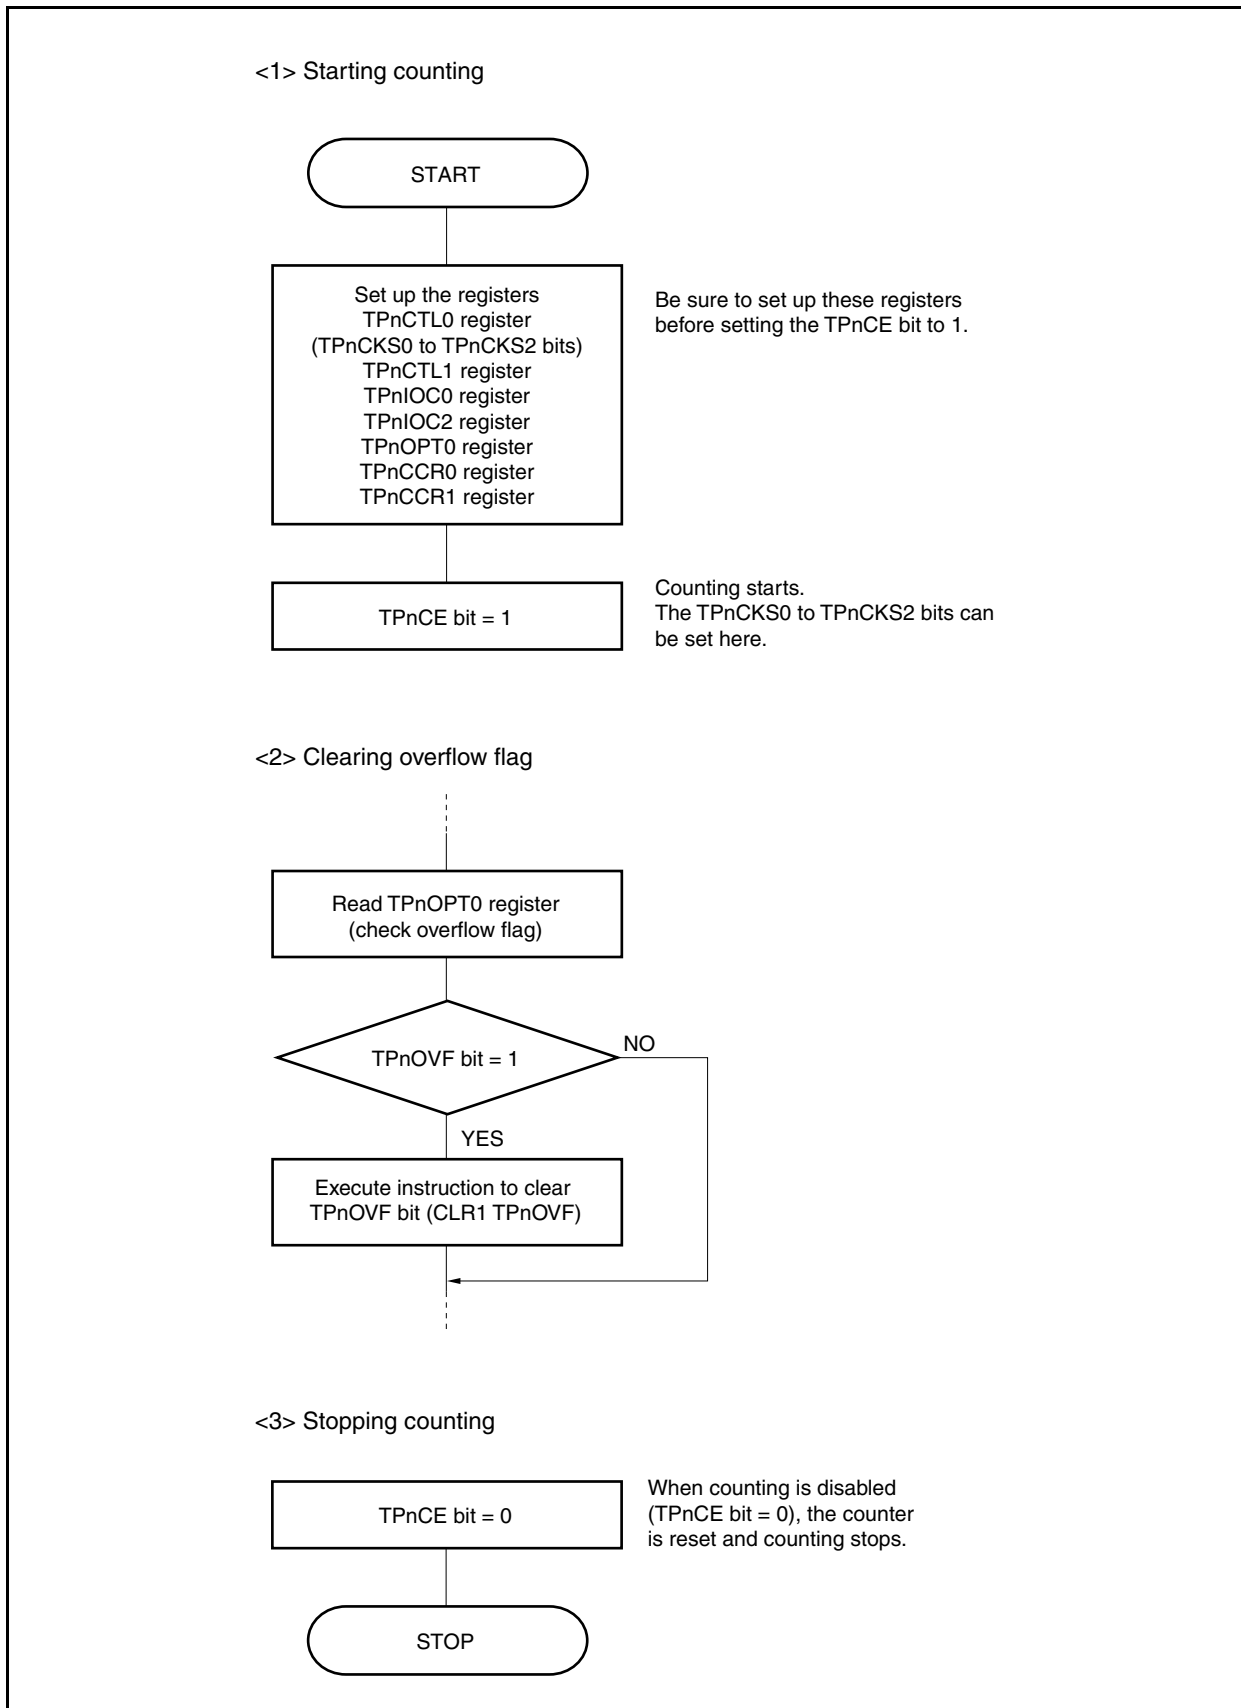 <1> Starting counting
START
Set up the registers
TPnCTL0 register
(TPnCKS0 to TPnCKS2 bits)
TPnCTL1 register
TPnIOC0 register
TPnIOC2 register
TPnOPT0 register
TPnCCR0 register
TPnCCR1 register
Be sure to set up these registers
before setting the TPnCE bit to 1.
TPnCE bit = 1
Counting starts.
The TPnCKS0 to TPnCKS2 bits can
be set here.
<2> Clearing overflow flag
Read TPnOPT0 register
(check overflow flag)
TPnOVF bit = 1
NO
YES
Execute instruction to clear
TPnOVF bit (CLR1 TPnOVF)
<3> Stopping counting
TPnCE bit = 0
When counting is disabled
(TPnCE bit = 0), the counter
is reset and counting stops.
STOP